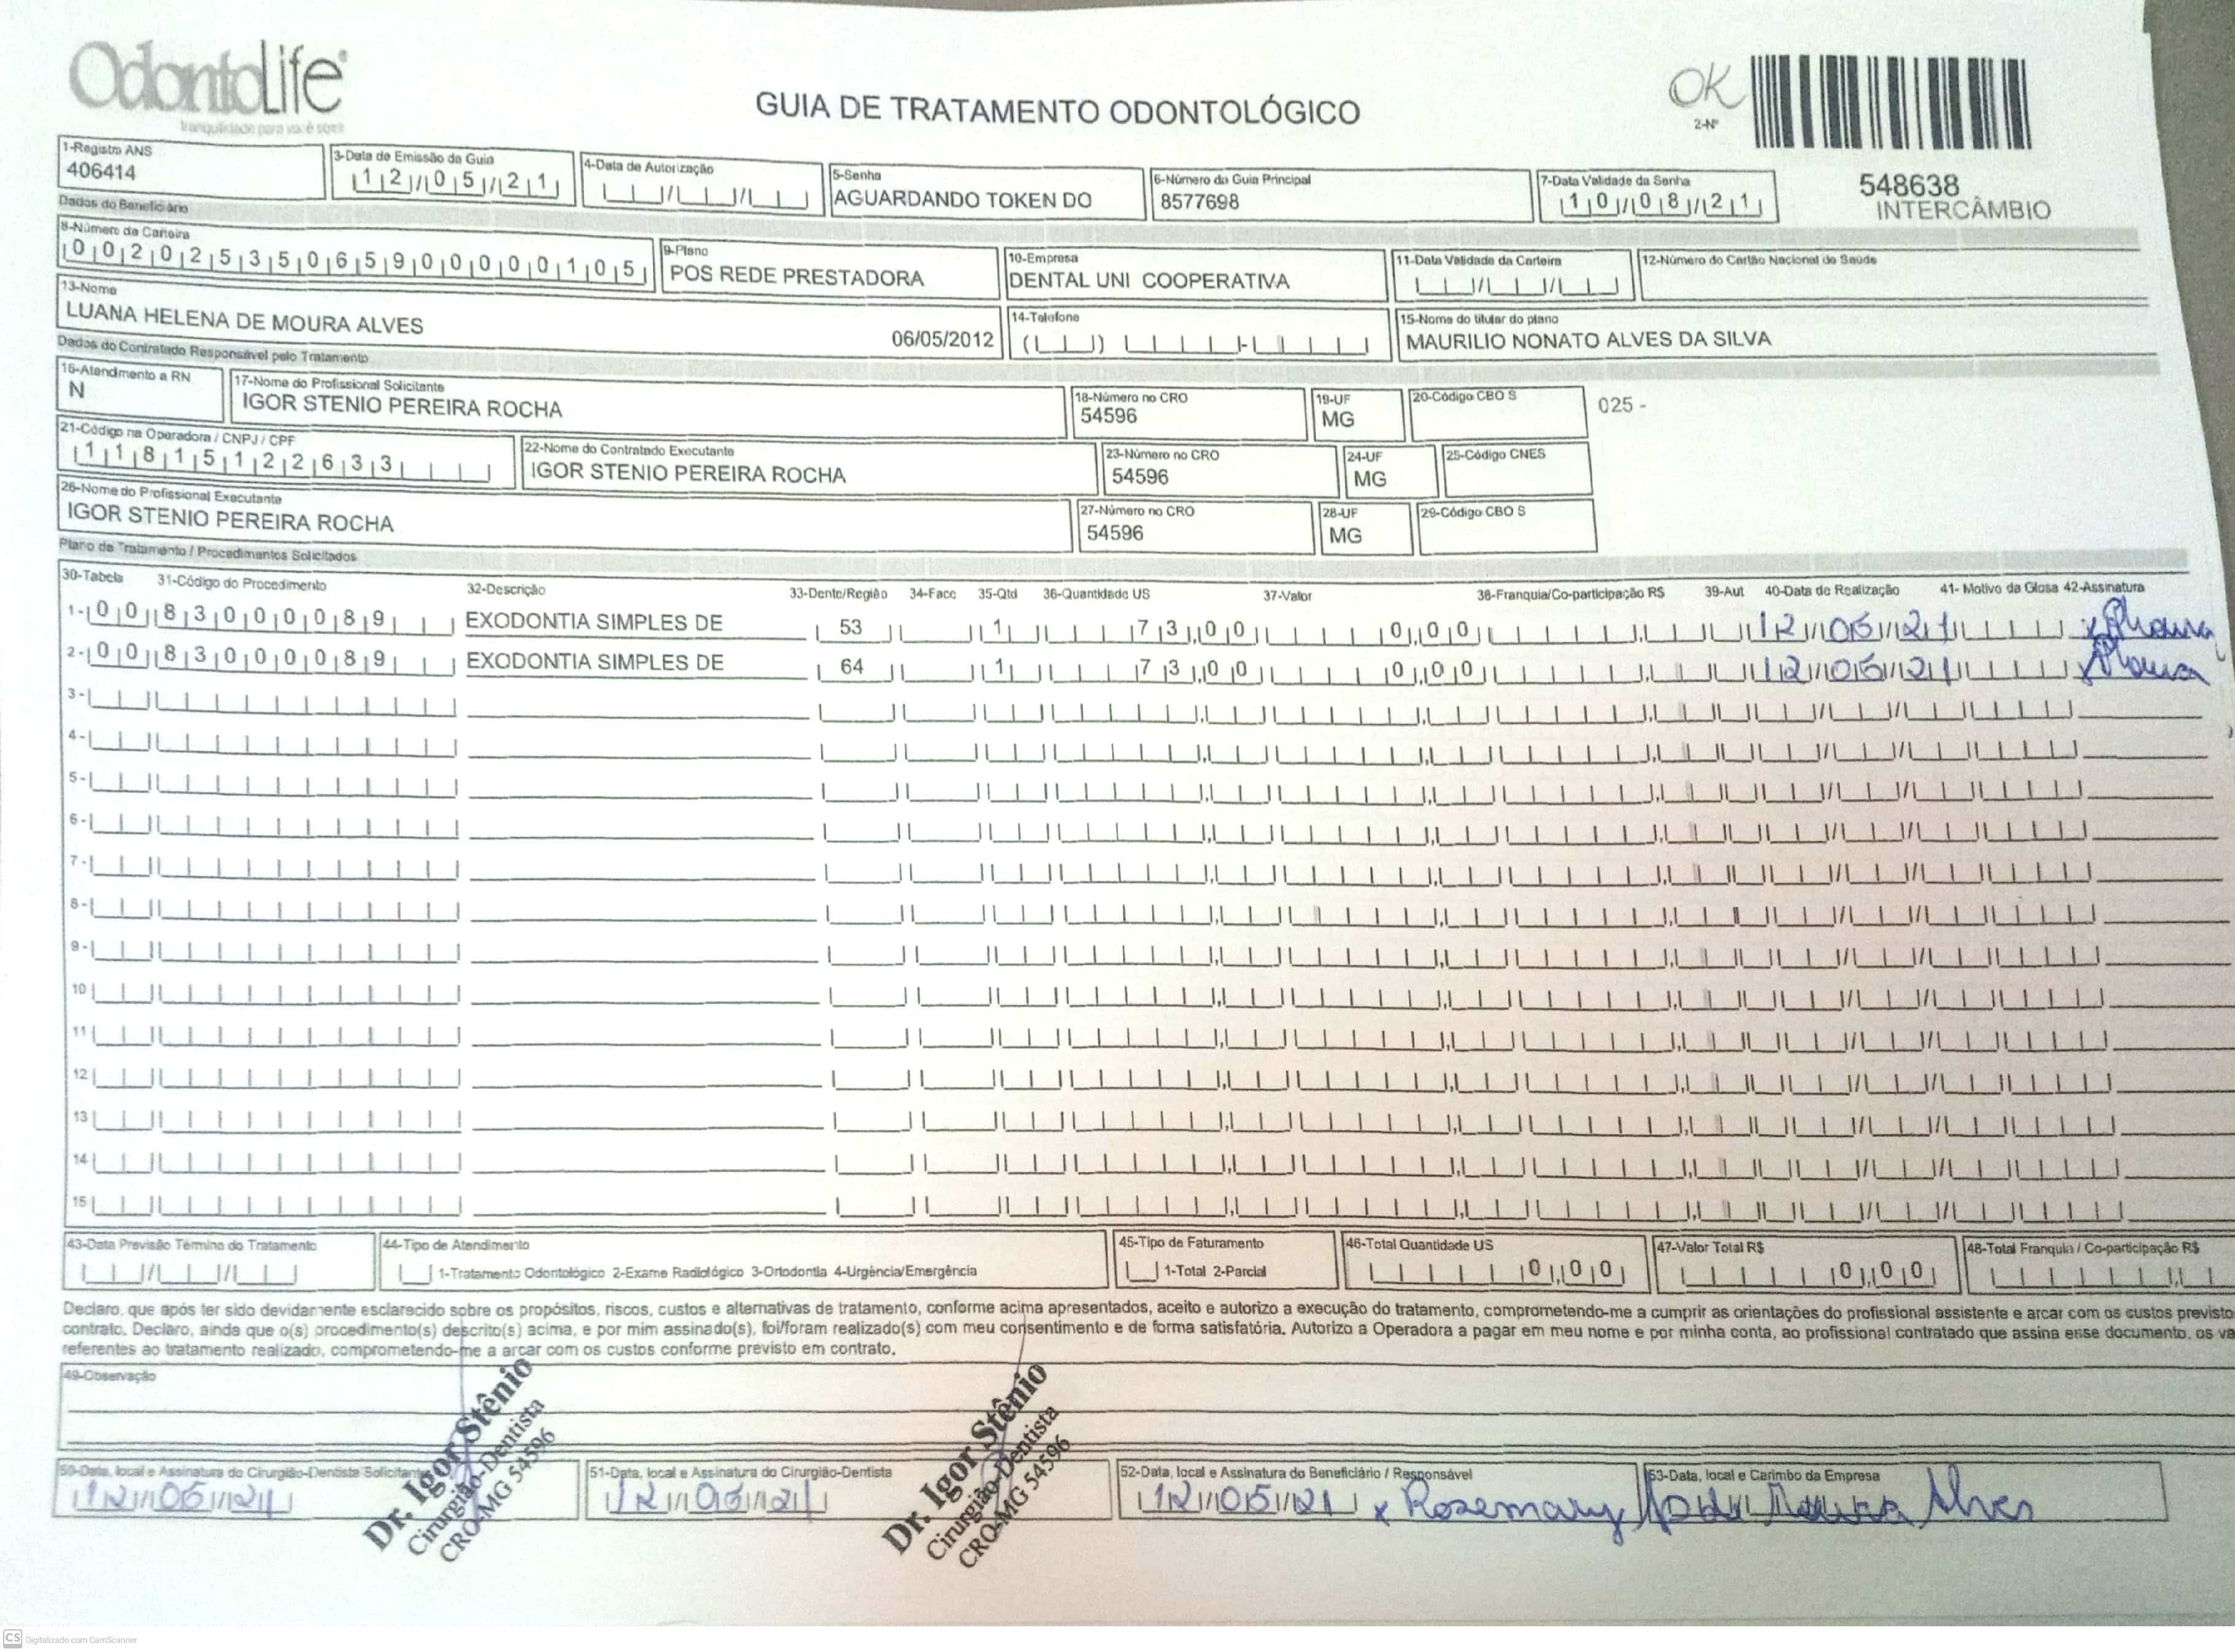 OdontoLife®
tranquilidade para você sorrir
GUIA DE TRATAMENTO ODONTOLÓGICO
OK
2-Nº
548638
INTERCÂMBIO
1-Registro ANS
406414
3-Data de Emissão da Guia
12/05/21
4-Data de Autorização
5-Senha
AGUARDANDO TOKEN DO
6-Número da Guia Principal
8577698
7-Data Validade da Senha
10/08/21
Dados do Beneficiário
8-Número da Carteira
00202535065900000105
9-Plano
POS REDE PRESTADORA
10-Empresa
DENTAL UNI COOPERATIVA
11-Data Validade da Carteira
12-Número do Cartão Nacional de Saúde
13-Nome
LUANA HELENA DE MOURA ALVES
06/05/2012
14-Telefone
15-Nome do titular do plano
MAURILIO NONATO ALVES DA SILVA
Dados do Contratado Responsável pelo Tratamento
16-Atendimento a RN
N
17-Nome do Profissional Solicitante
IGOR STENIO PEREIRA ROCHA
18-Número no CRO
54596
19-UF
MG
20-Código CBO S
025 -
21-Código na Operadora / CNPJ / CPF
11815122633
22-Nome do Contratado Executante
IGOR STENIO PEREIRA ROCHA
23-Número no CRO
54596
24-UF
MG
25-Código CNES
26-Nome do Profissional Executante
IGOR STENIO PEREIRA ROCHA
27-Número no CRO
54596
28-UF
MG
29-Código CBO S
Plano de Tratamento / Procedimentos Solicitados
30-Tabela 31-Código do Procedimento 32-Descrição 33-Dente/Região 34-Face 35-Qtd 36-Quantidade US 37-Valor 38-Franquia/Co-participação R$ 39-Aut 40-Data de Realização 41- Motivo da Glosa 42-Assinatura
1- 00 83000089 EXODONTIA SIMPLES DE 53 1 73,00 0,00 12/05/21
2- 00 83000089 EXODONTIA SIMPLES DE 64 1 73,00 0,00 12/05/21
3-
4-
5-
6-
7-
8-
9-
10
11
12
13
14
15
43-Data Previsão Término do Tratamento
44-Tipo de Atendimento
1-Tratamento Odontológico 2-Exame Radiológico 3-Ortodontia 4-Urgência/Emergência
45-Tipo de Faturamento
1-Total 2-Parcial
46-Total Quantidade US
0,00
47-Valor Total R$
0,00
48-Total Franquia / Co-participação R$
Declaro, que após ter sido devidamente esclarecido sobre os propósitos, riscos, custos e alternativas de tratamento, conforme acima apresentados, aceito e autorizo a execução do tratamento, comprometendo-me a cumprir as orientações do profissional assistente e arcar com os custos previsto
contrato. Declaro, ainda que o(s) procedimento(s) descrito(s) acima, e por mim assinado(s), foi/foram realizado(s) com meu consentimento e de forma satisfatória. Autorizo a Operadora a pagar em meu nome e por minha conta, ao profissional contratado que assina esse documento, os va
referentes ao tratamento realizado, comprometendo-me a arcar com os custos conforme previsto em contrato.
49-Observação
50-Data, local e Assinatura do Cirurgião-Dentista Solicitante
12/05/21
Dr. Igor Stênio
Cirurgião-Dentista
CRO-MG 54596
51-Data, local e Assinatura do Cirurgião-Dentista
12/05/21
Dr. Igor Stênio
Cirurgião-Dentista
CRO-MG 54596
52-Data, local e Assinatura do Beneficiário / Responsável
12/05/21 x Rosemary Moura Alves
53-Data, local e Carimbo da Empresa
CS Digitalizado com CamScanner